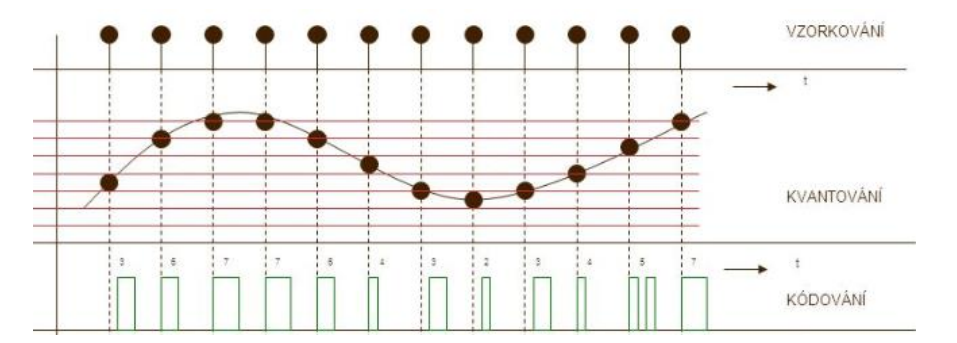 VZORKOVÁNÍ
t
KVANTOVÁNÍ
3 6 7 7 6 4 3 2 3 4 5 7
t
KÓDOVÁNÍ